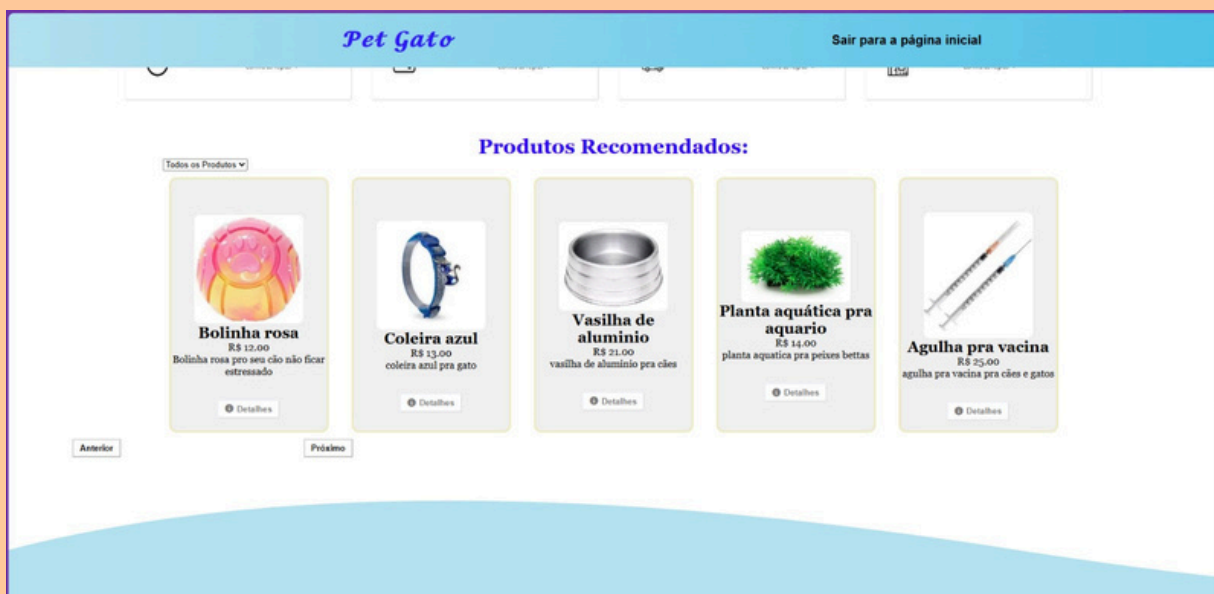 Pet Gato
Sair para a página inicial
Produtos Recomendados:
Todos os Produtos
Bolinha rosa
R$ 12.00
Bolinha rosa pro seu cão não ficar
estressado
Detalhes
Coleira azul
R$ 13.00
coleira azul pra gato
Detalhes
Vasilha de
aluminio
R$ 21.00
vasilha de aluminio pra cães
Detalhes
Planta aquática pra
aquario
R$ 14.00
planta aquatica pra peixes bettas
Detalhes
Agulha pra vacina
R$ 25.00
agulha pra vacina pra cães e gatos
Detalhes
Anterior
Próximo